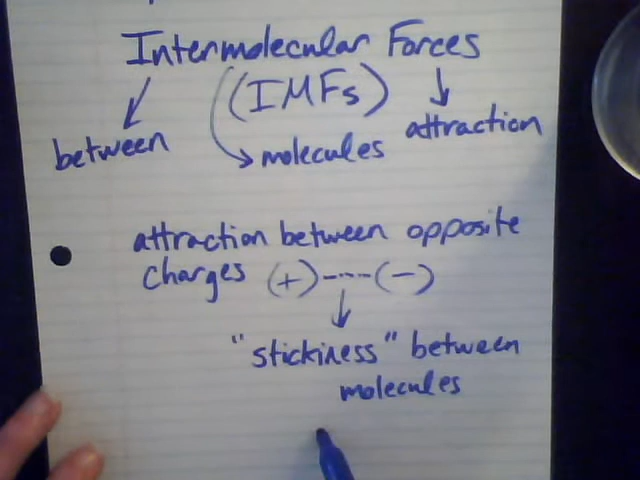 Intermolecular Forces
(IMFs)
between molecules attraction
attraction between opposite
charges (+)----(-)
"stickiness" between
molecules